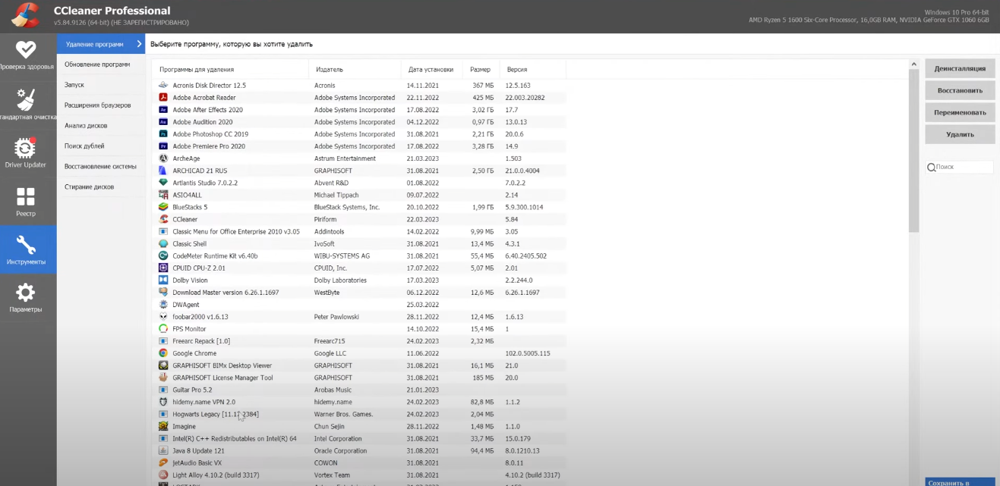 CCleaner Professional
v5.84.9126 (64-bit) (НЕ ЗАРЕГИСТРИРОВАНО)
Windows 10 Pro 64-bit
AMD Ryzen 5 1600 Six-Core Processor, 16,0GB RAM, NVIDIA GeForce GTX 1060 6GB
Проверка здоровья
тандартная очистка
Driver Updater
Реестр
Инструменты
Параметры
Удаление программ
Обновление программ
Запуск
Расширения браузеров
Анализ дисков
Поиск дублей
Восстановление системы
Стирание дисков
Выберите программу, которую вы хотите удалить
Программы для удаления Издатель Дата установки Размер Версия
Acronis Disk Director 12.5 Acronis 14.11.2021 367 МБ 12.5.163
Adobe Acrobat Reader Adobe Systems Incorporated 22.11.2022 425 МБ 22.003.20282
Adobe After Effects 2020 Adobe Systems Incorporated 17.08.2022 3,02 ГБ 17.7
Adobe Audition 2020 Adobe Systems Incorporated 04.12.2022 0,97 ГБ 13.0.13
Adobe Photoshop CC 2019 Adobe Systems Incorporated 31.08.2021 2,21 ГБ 20.0.6
Adobe Premiere Pro 2020 Adobe Systems Incorporated 17.08.2022 3,28 ГБ 14.9
ArcheAge Astrum Entertainment 21.03.2023 1.503
ARCHICAD 21 RUS GRAPHISOFT 31.08.2021 2,50 ГБ 21.0.0.4004
Artlantis Studio 7.0.2.2 Abvent R&D 01.08.2022 7.0.2.2
ASIO4ALL Michael Tippach 09.07.2022 2.14
BlueStacks 5 BlueStack Systems, Inc. 20.10.2022 1,99 ГБ 5.9.300.1014
CCleaner Piriform 22.03.2023 5.84
Classic Menu for Office Enterprise 2010 v3.05 Addintools 14.02.2022 9,99 МБ 3.05
Classic Shell IvoSoft 31.08.2021 13,4 МБ 4.3.1
CodeMeter Runtime Kit v6.40b WIBU-SYSTEMS AG 31.08.2021 55,4 МБ 6.40.2405.502
CPUID CPU-Z 2.01 CPUID, Inc. 17.07.2022 5,07 МБ 2.01
Dolby Vision Dolby Laboratories 17.03.2023 2.2.244.0
Download Master version 6.26.1.1697 WestByte 06.12.2022 12,6 МБ 6.26.1.1697
DWAgent 25.03.2022
foobar2000 v1.6.13 Peter Pawlowski 28.11.2022 12,4 МБ 1.6.13
FPS Monitor 14.10.2022 15,4 МБ 1
Freearc Repack [1.0] Freearc715 24.02.2023 2,32 МБ
Google Chrome Google LLC 11.06.2022 102.0.5005.115
GRAPHISOFT BIMx Desktop Viewer GRAPHISOFT 31.08.2021 16,1 МБ 21.0
GRAPHISOFT License Manager Tool GRAPHISOFT 31.08.2021 185 МБ 20.0
Guitar Pro 5.2 Arobas Music 21.01.2023
hidemy.name VPN 2.0 hidemy.name 24.02.2023 82,8 МБ 1.1.2
Hogwarts Legacy Warner Bros. Games. 24.02.2023 2,04 МБ
Imagine Chun Sejin 28.11.2022 1,48 МБ 1.1.0
Intel(R) C++ Redistributables on Intel(R) 64 Intel Corporation 31.08.2021 33,7 МБ 15.0.179
Java 8 Update 121 Oracle Corporation 31.08.2021 94,4 МБ 8.0.1210.13
jetAudio Basic VX COWON 31.08.2021 8.0.11
Light Alloy 4.10.2 (build 3317) Vortex Team 31.08.2021 4.10.2 (build 3317)
Деинсталляция
Восстановить
Переименовать
Удалить
Поиск
Сохранить в